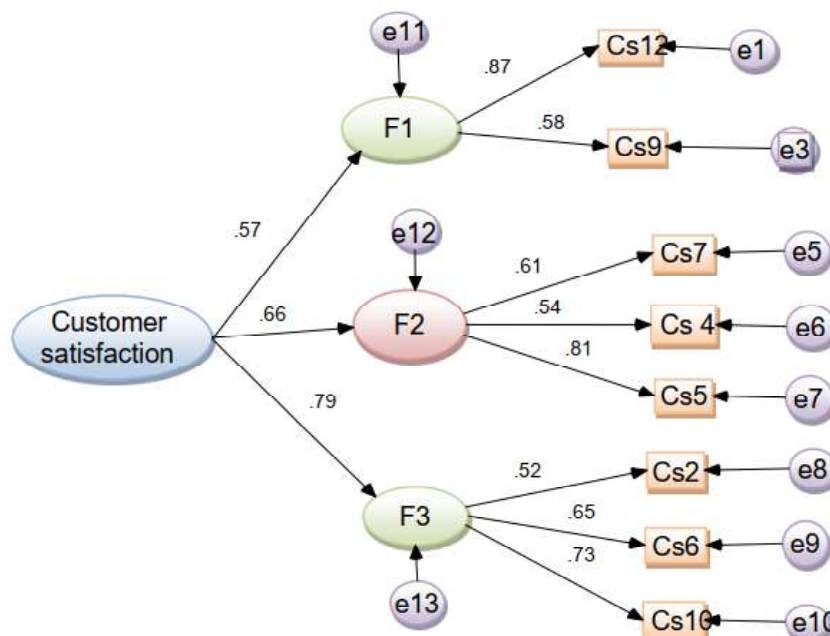 e11
Cs12
e1
.87
F1
.58
Cs9
e3
.57
e12
Cs7
e5
.61
Customer
satisfaction
.66
F2
.54
Cs 4
e6
.81
Cs5
e7
.79
.52
Cs2
e8
F3
.65
Cs6
e9
.73
e13
Cs10
e10